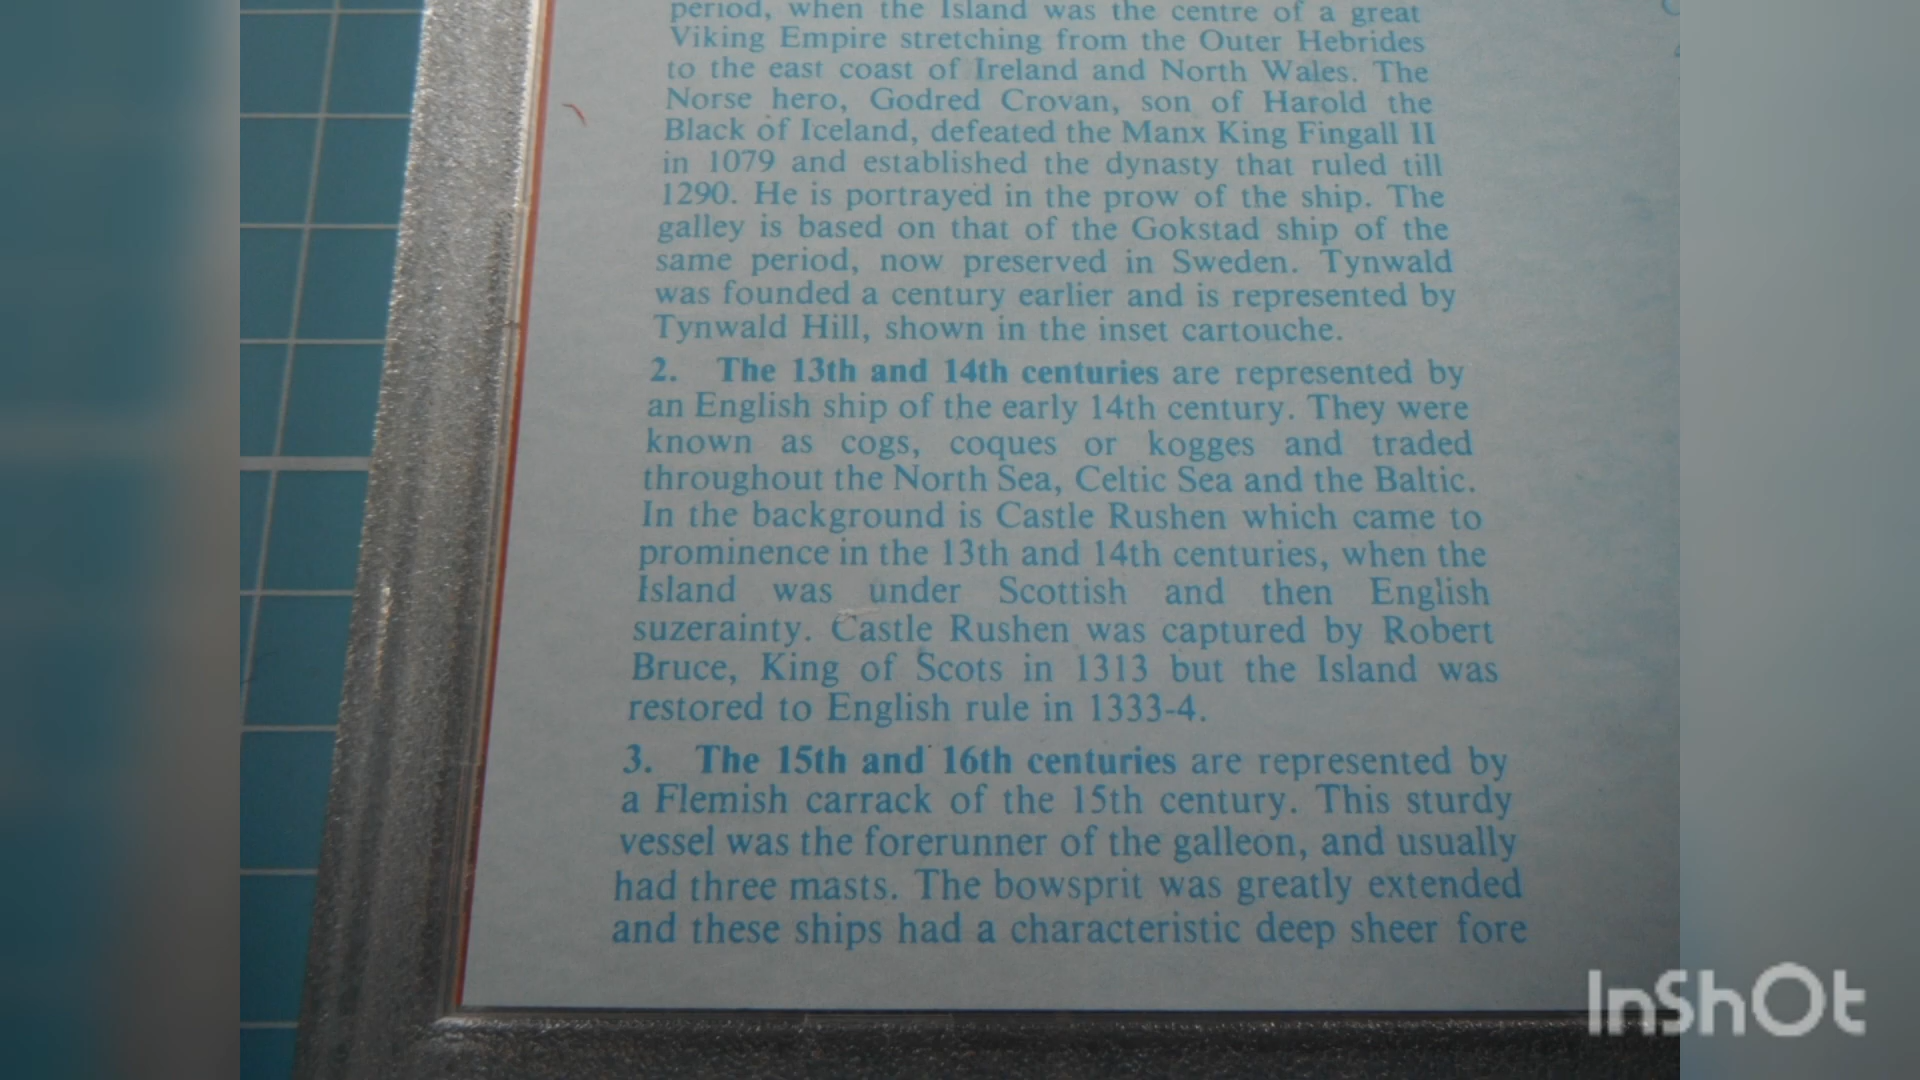 period, when the Island was the centre of a great
Viking Empire stretching from the Outer Hebrides
to the east coast of Ireland and North Wales. The
Norse hero, Godred Crovan, son of Harold the
Black of Iceland, defeated the Manx King Fingall II
in 1079 and established the dynasty that ruled till
1290. He is portrayed in the prow of the ship. The
galley is based on that of the Gokstad ship of the
same period, now preserved in Sweden. Tynwald
was founded a century earlier and is represented by
Tynwald Hill, shown in the inset cartouche.
2. The 13th and 14th centuries are represented by
an English ship of the early 14th century. They were
known as cogs, coques or kogges and traded
throughout the North Sea, Celtic Sea and the Baltic.
In the background is Castle Rushen which came to
prominence in the 13th and 14th centuries, when the
Island was under Scottish and then English
suzerainty. Castle Rushen was captured by Robert
Bruce, King of Scots in 1313 but the Island was
restored to English rule in 1333-4.
3. The 15th and 16th centuries are represented by
a Flemish carrack of the 15th century. This sturdy
vessel was the forerunner of the galleon, and usually
had three masts. The bowsprit was greatly extended
and these ships had a characteristic deep sheer fore
InShOt